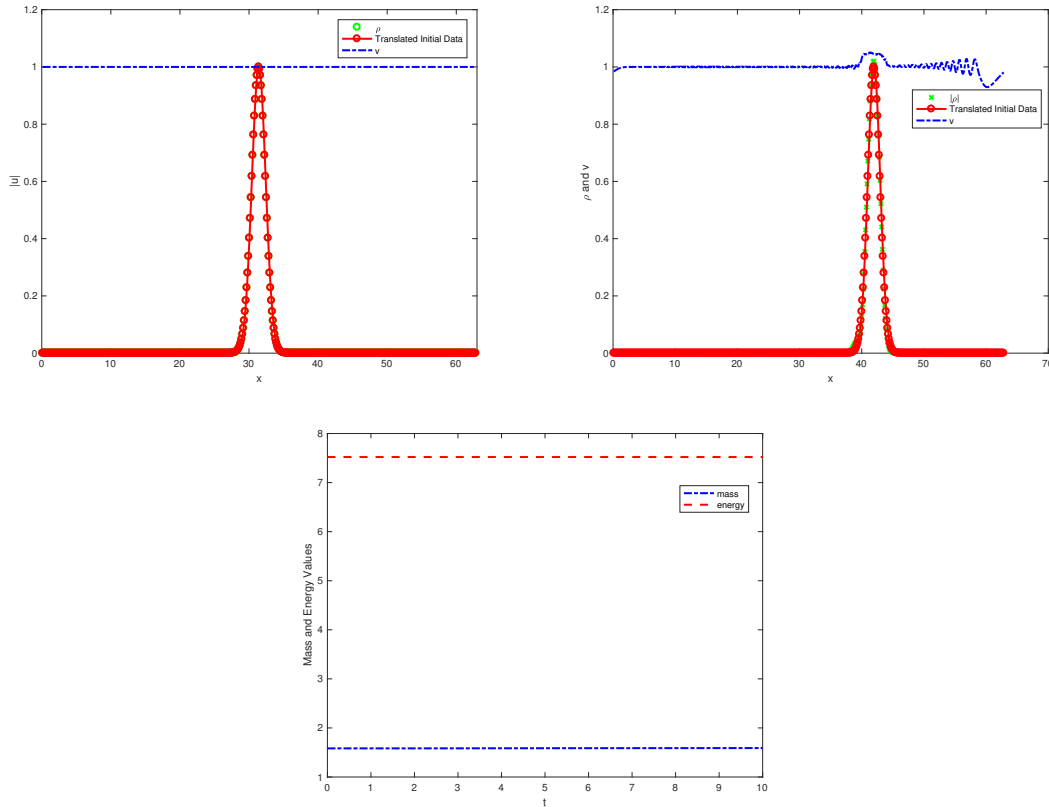 1.2
1
0.8
0.6
0.4
0.2
0
|u|
0 10 20 30 40 50 60
x
ρ
Translated Initial Data
v
1.2
1
0.8
0.6
0.4
0.2
0
ρ and v
0 10 20 30 40 50 60 70
x
|ρ|
Translated Initial Data
v
8
7
6
5
4
3
2
1
Mass and Energy Values
0 1 2 3 4 5 6 7 8 9 10
t
mass
energy